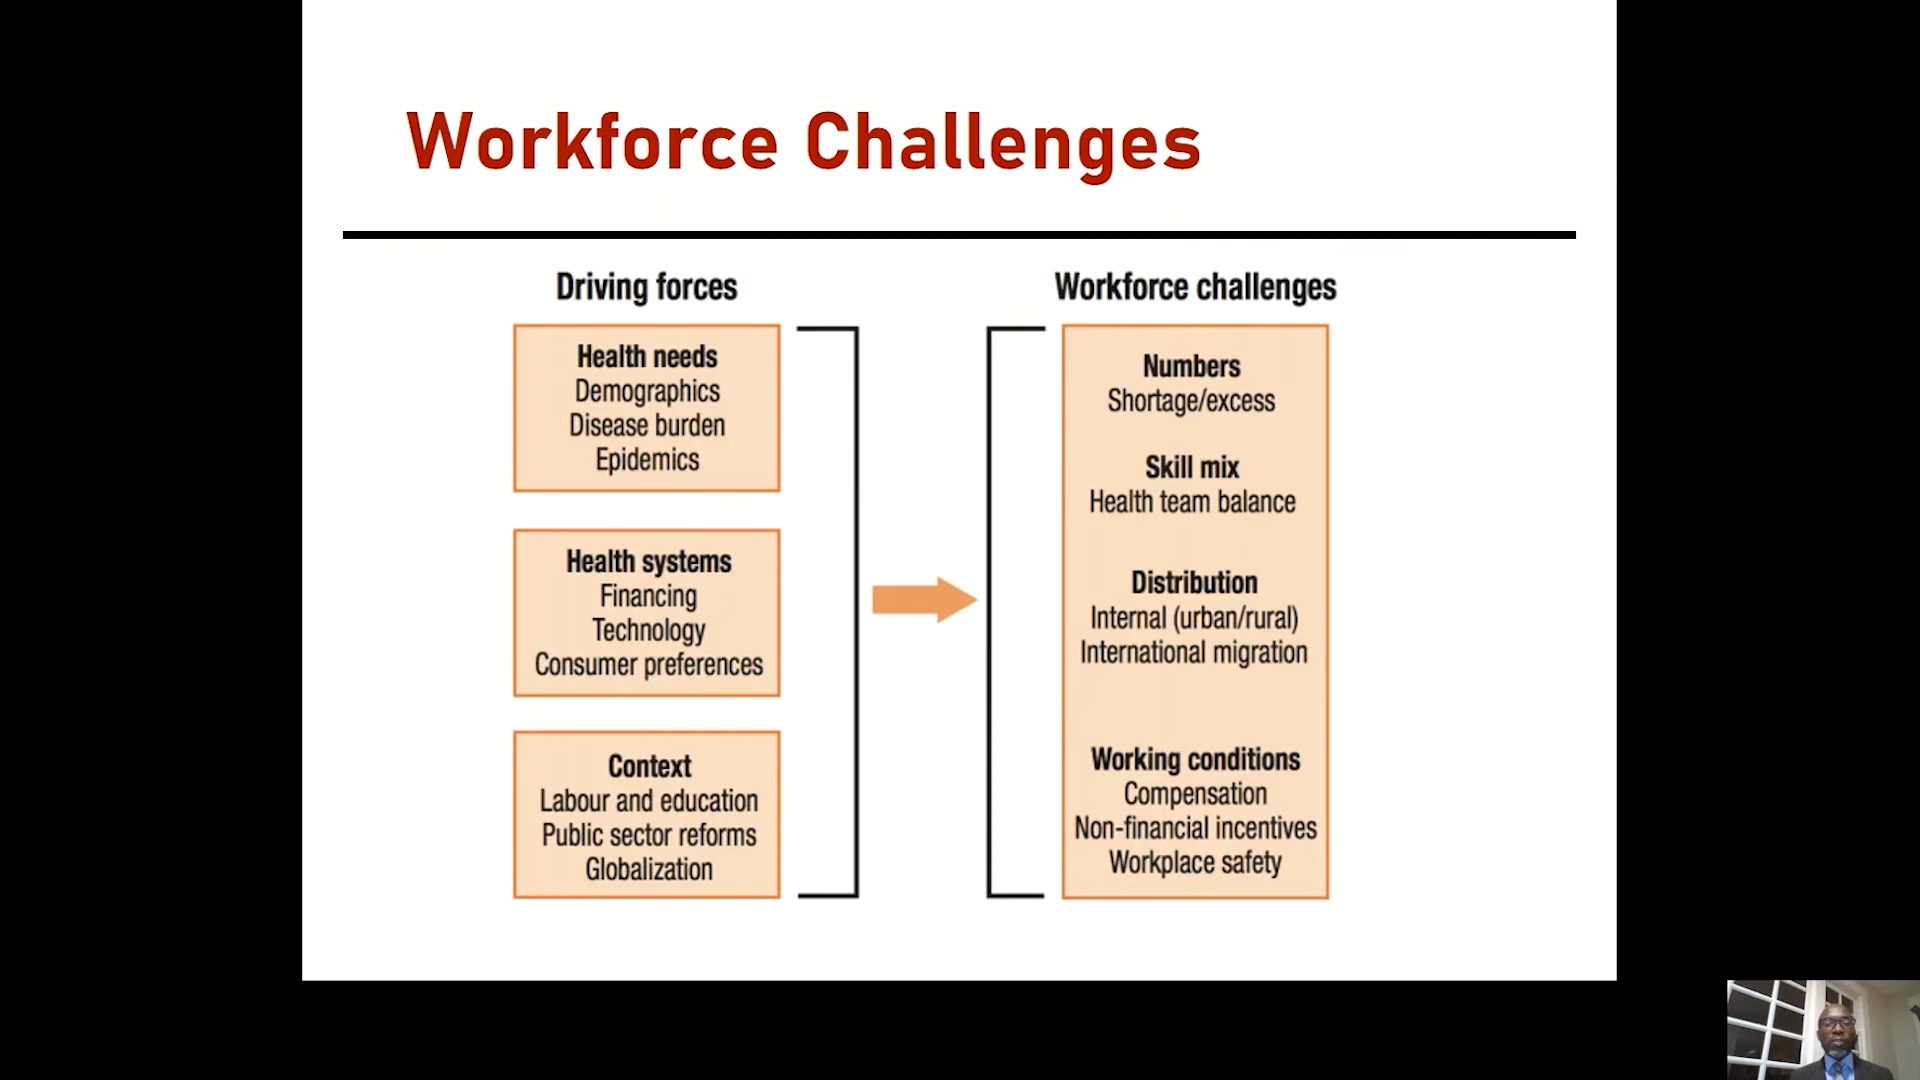 Workforce Challenges
Driving forces
Health needs
Demographics
Disease burden
Epidemics
Health systems
Financing
Technology
Consumer preferences
Context
Labour and education
Public sector reforms
Globalization
Workforce challenges
Numbers
Shortage/excess
Skill mix
Health team balance
Distribution
Internal (urban/rural)
International migration
Working conditions
Compensation
Non-financial incentives
Workplace safety